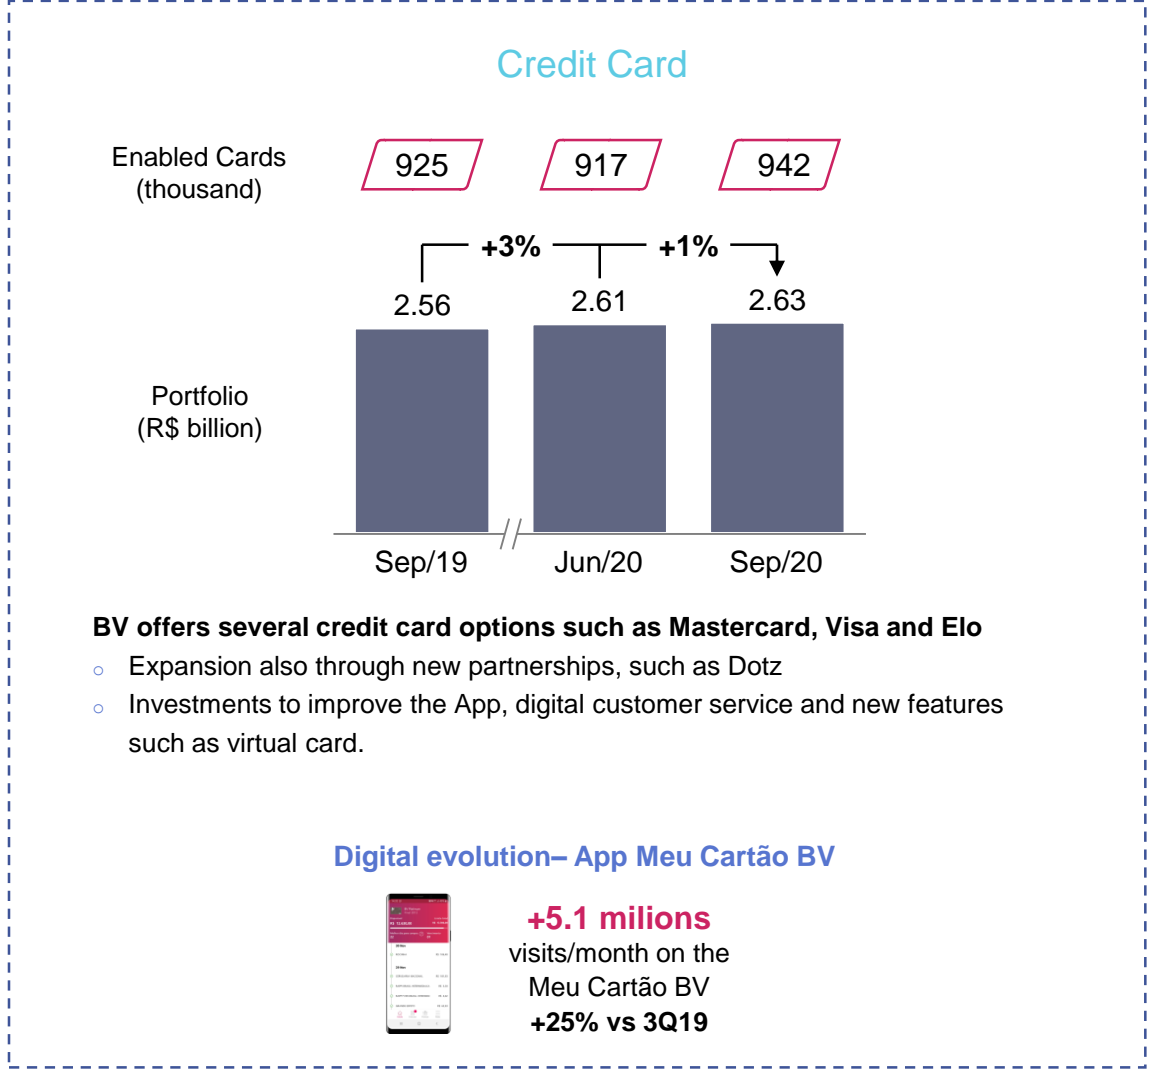 Credit Card
Enabled Cards
(thousand)
925
917
942
+3%
+1%
2.56
2.61
2.63
Portfolio
(R$ billion)
Sep/19
Jun/20
Sep/20
BV offers several credit card options such as Mastercard, Visa and Elo
Expansion also through new partnerships, such as Dotz
Investments to improve the App, digital customer service and new features
such as virtual card.
Digital evolution– App Meu Cartão BV
+5.1 milions
visits/month on the
Meu Cartão BV
+25% vs 3Q19